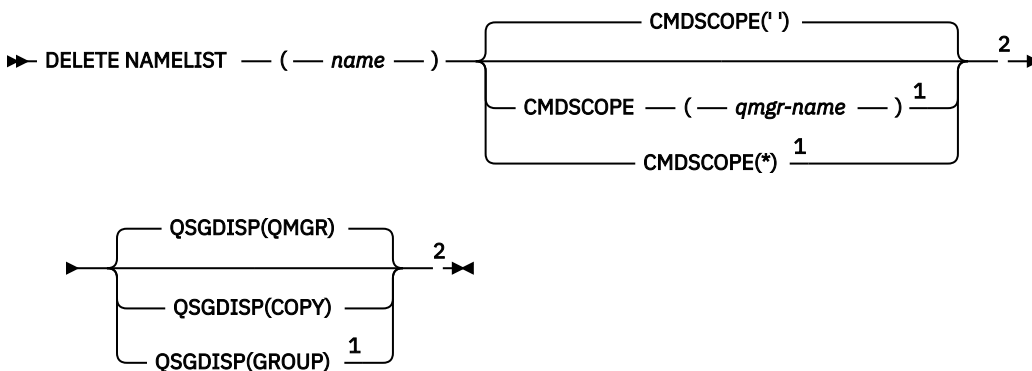 CMDSCOPE(' ')
DELETE NAMELIST ( name ) 2
CMDSCOPE ( qmgr-name ) 1
CMDSCOPE(*) 1
QSGDISP(QMGR)
2
QSGDISP(COPY)
QSGDISP(GROUP) 1